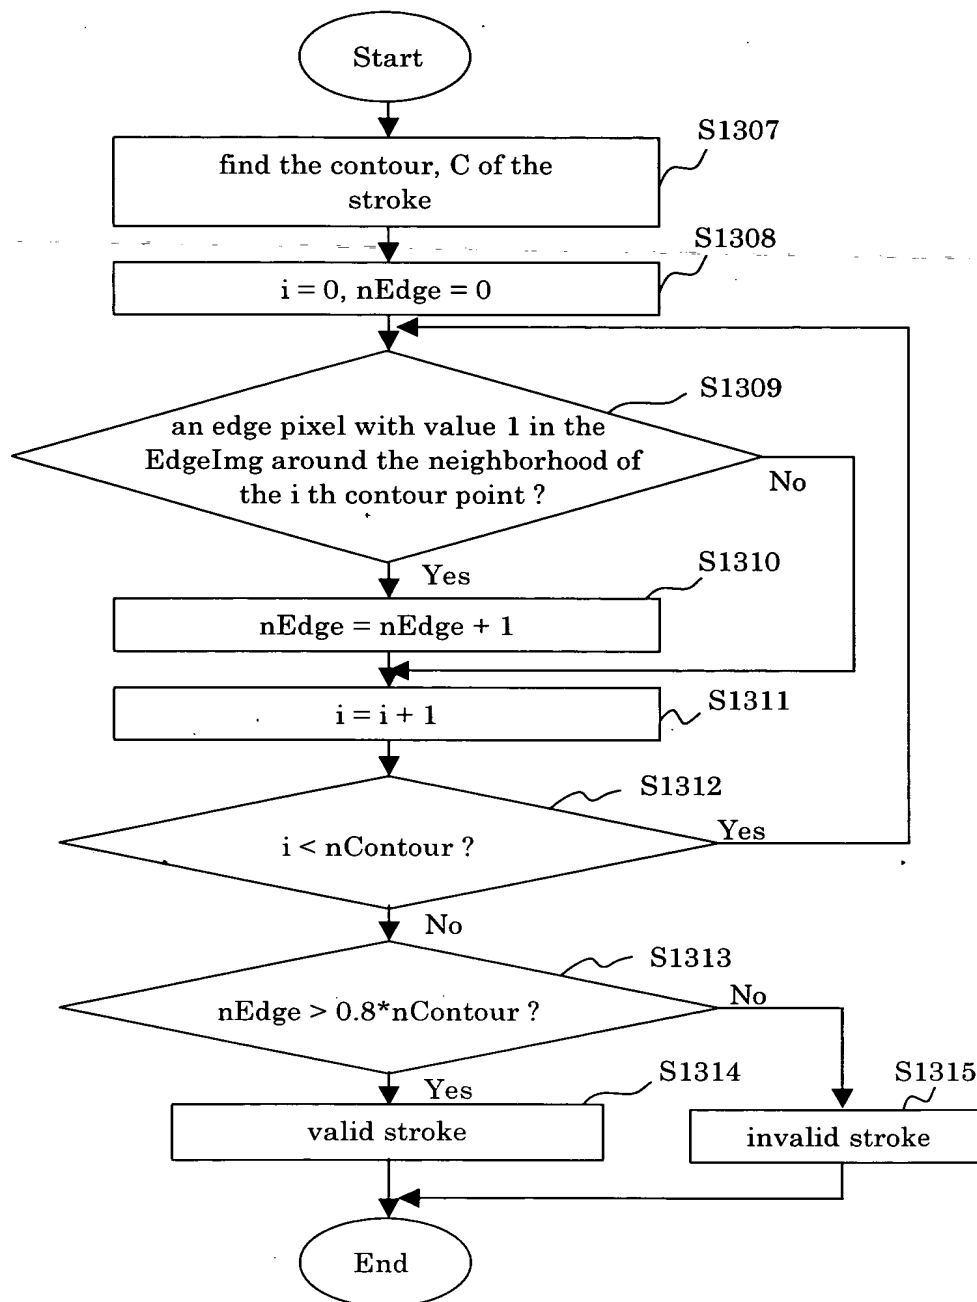 Start
S1307
find the contour, C of the
stroke
S1308
i = 0, nEdge = 0
S1309
an edge pixel with value 1 in the
EdgeImg around the neighborhood of
the i th contour point ?
No
Yes
S1310
nEdge = nEdge + 1
S1311
i = i + 1
S1312
i < nContour ?
Yes
No
S1313
nEdge > 0.8*nContour ?
No
Yes
S1314
S1315
valid stroke
invalid stroke
End